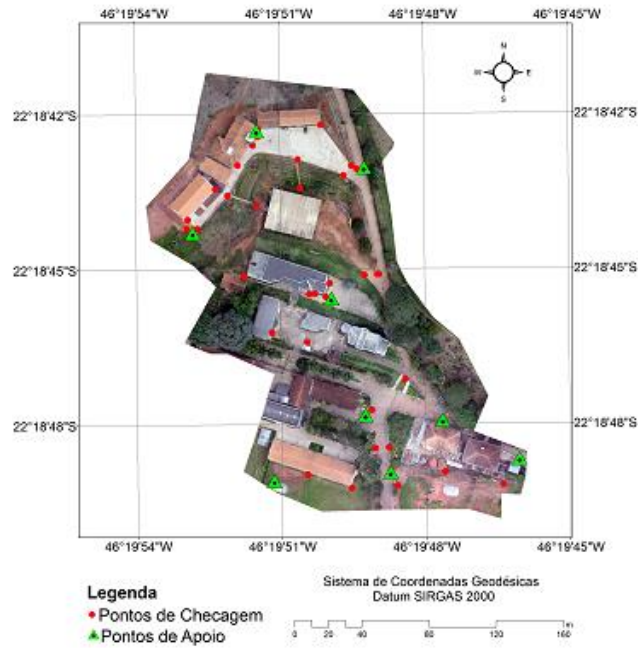 46°19'54"W 46°19'51"W 46°19'48"W 46°19'45"W
N
W E
S
22°18'42"S 22°18'42"S
22°18'45"S 22°18'45"S
22°18'48"S 22°18'48"S
46°19'54"W 46°19'51"W 46°19'48"W 46°19'45"W
Legenda
Pontos de Checagem
Pontos de Apoio
Sistema de Coordenadas Geodésicas
Datum SIRGAS 2000
m
0 20 40 80 120 160